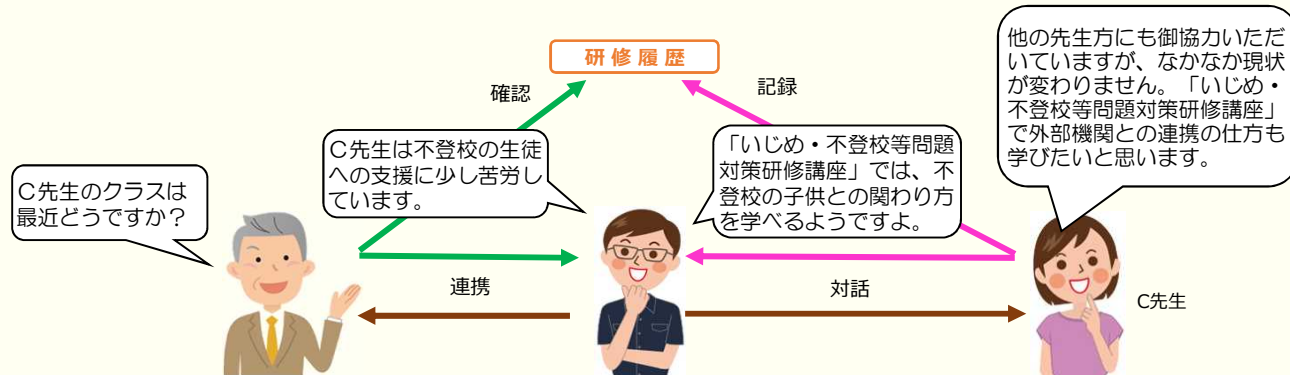 研修履歴
確認
記録
他の先生方にも御協力いただ
いていますが、なかなか現状
が変わりません。「いじめ・
不登校等問題対策研修講座」
で外部機関との連携の仕方も
学びたいと思います。
C先生は不登校の生徒
への支援に少し苦労し
ています。
「いじめ・不登校等問題
対策研修講座」では、不
登校の子供との関わり方
を学べるようですよ。
C先生のクラスは
最近どうですか？
連携
対話
C先生